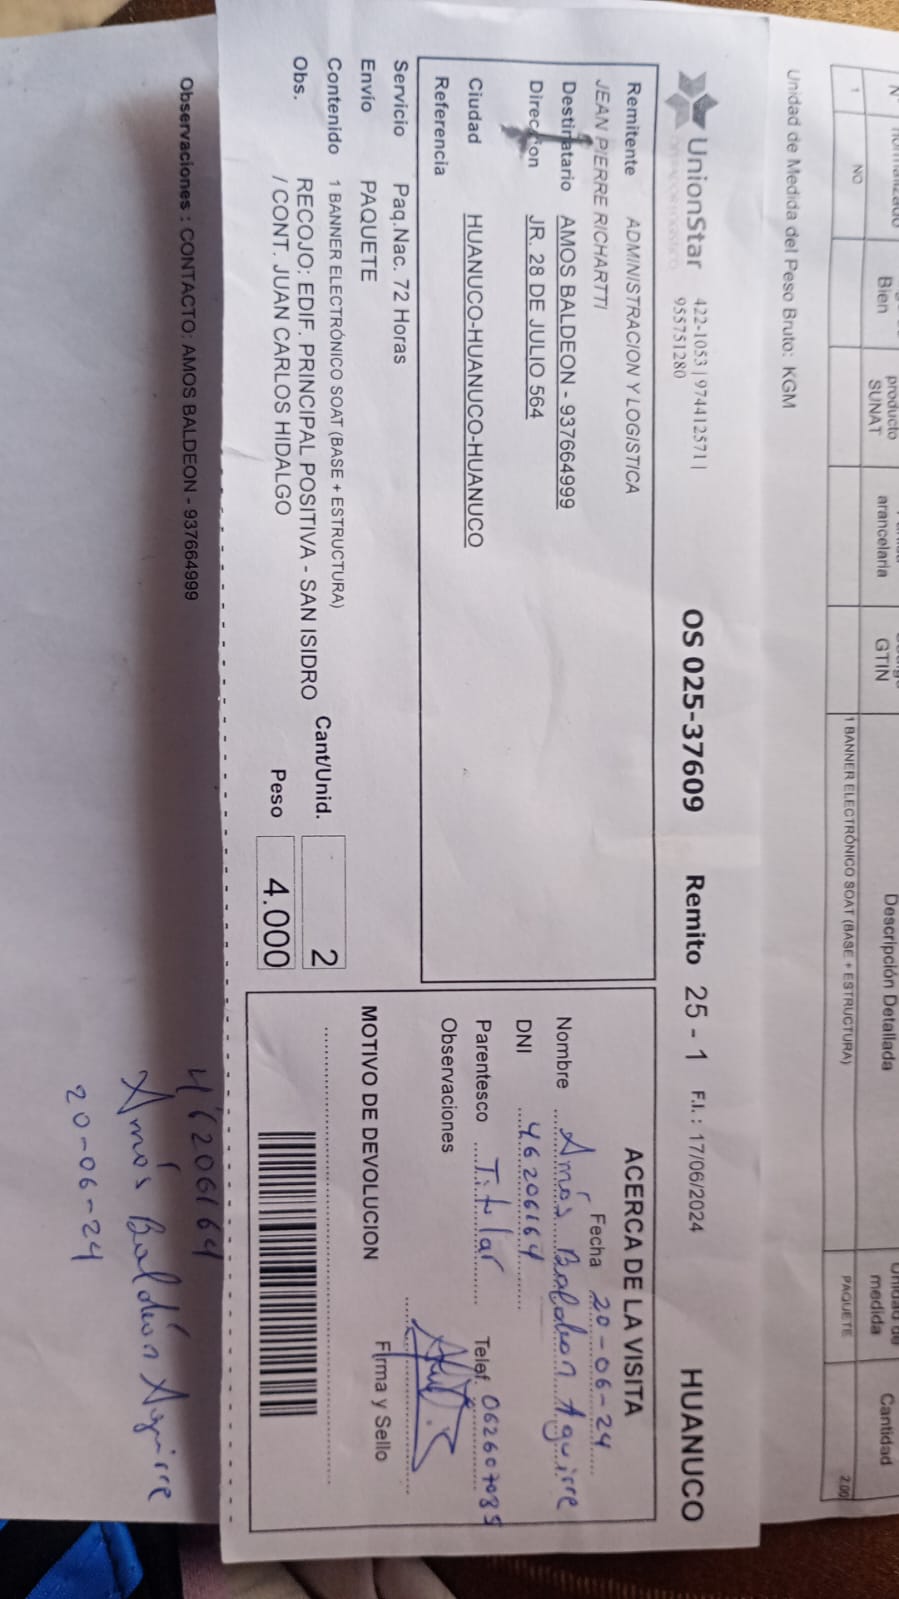 Bien
producto
SUNAT
arancelaria
GTIN
Descripción Detallada
medida
Cantidad
1
NO
1 BANNER ELECTRÓNICO SOAT (BASE + ESTRUCTURA)
PAQUETE
2.00
Unidad de Medida del Peso Bruto: KGM
UnionStar
422-1053 | 974412571 |
955751280
OS 025-37609
Remito 25 - 1
F.I.: 17/06/2024
HUANUCO
Remitente ADMINISTRACION Y LOGISTICA
JEAN PIERRE RICHARTTI
Destinatario AMOS BALDEON - 937664999
Direccion JR. 28 DE JULIO 564
Ciudad HUANUCO-HUANUCO-HUANUCO
Referencia
Servicio Paq.Nac. 72 Horas
Envío PAQUETE
Contenido 1 BANNER ELECTRÓNICO SOAT (BASE + ESTRUCTURA)
Obs. RECOJO: EDIF. PRINCIPAL POSITIVA - SAN ISIDRO
/ CONT. JUAN CARLOS HIDALGO
Cant/Unid. 2
Peso 4.000
ACERCA DE LA VISITA
Fecha 20-06-24
Nombre Amos Baldeon Aguirre
DNI 46206164
Parentesco Titular
Telef. 062607085
Observaciones
Firma y Sello
MOTIVO DE DEVOLUCION
Observaciones : CONTACTO: AMOS BALDEON - 937664999
Amos Baldeón Aguirre
20-06-24